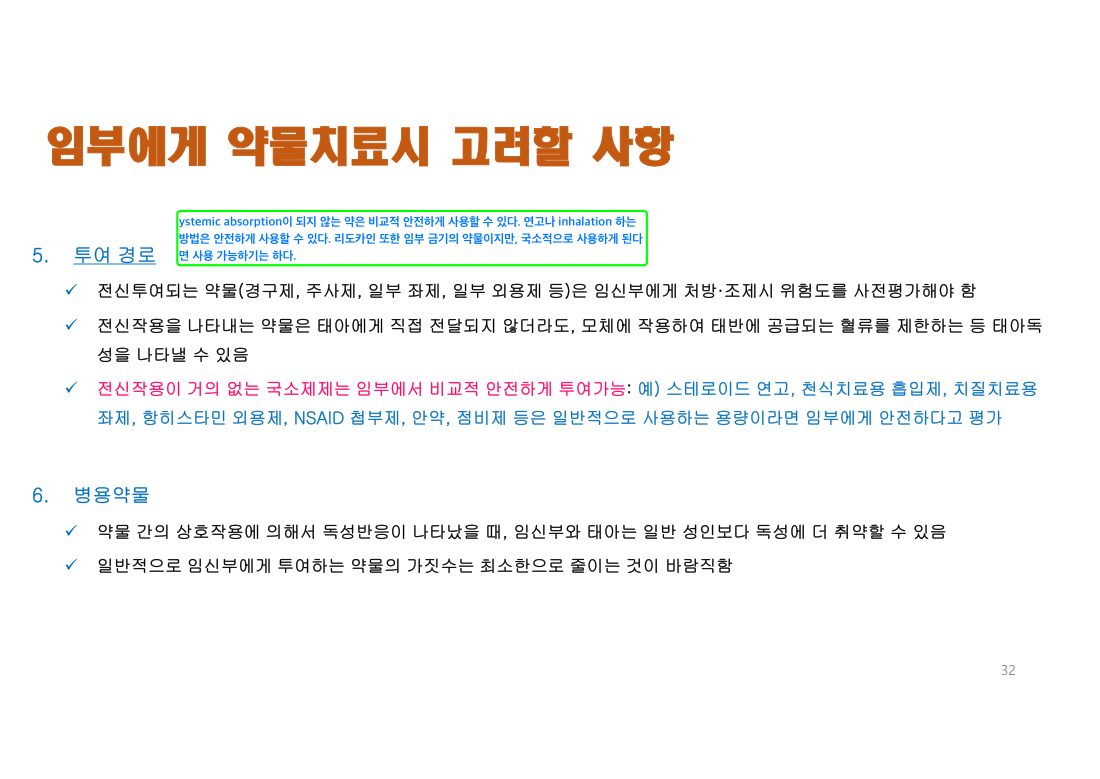 임부에게 약물치료시 고려할 사항
ystemic absorption이 되지 않는 약은 비교적 안전하게 사용할 수 있다. 연고나 inhalation 하는
방법은 안전하게 사용할 수 있다. 리도카인 또한 임부 금기의 약물이지만, 국소적으로 사용하게 된다
면 사용 가능하기는 하다.
5. 투여 경로
✓ 전신투여되는 약물(경구제, 주사제, 일부 좌제, 일부 외용제 등)은 임신부에게 처방·조제시 위험도를 사전평가해야 함
✓ 전신작용을 나타내는 약물은 태아에게 직접 전달되지 않더라도, 모체에 작용하여 태반에 공급되는 혈류를 제한하는 등 태아독
성을 나타낼 수 있음
✓ 전신작용이 거의 없는 국소제제는 임부에서 비교적 안전하게 투여가능: 예) 스테로이드 연고, 천식치료용 흡입제, 치질치료용
좌제, 항히스타민 외용제, NSAID 첩부제, 안약, 점비제 등은 일반적으로 사용하는 용량이라면 임부에게 안전하다고 평가
6. 병용약물
✓ 약물 간의 상호작용에 의해서 독성반응이 나타났을 때, 임신부와 태아는 일반 성인보다 독성에 더 취약할 수 있음
✓ 일반적으로 임신부에게 투여하는 약물의 가짓수는 최소한으로 줄이는 것이 바람직함
32